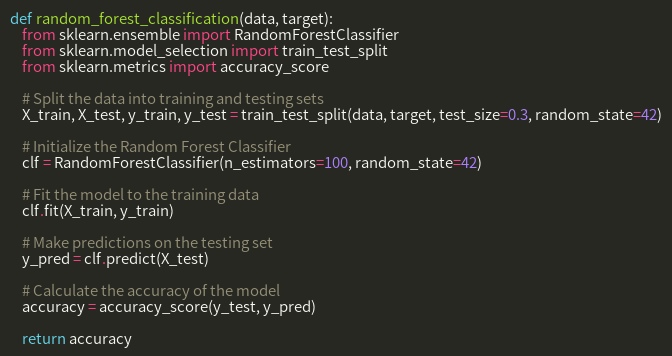 def random_forest_classification(data, target):
    from sklearn.ensemble import RandomForestClassifier
    from sklearn.model_selection import train_test_split
    from sklearn.metrics import accuracy_score

    # Split the data into training and testing sets
    X_train, X_test, y_train, y_test = train_test_split(data, target, test_size=0.3, random_state=42)

    # Initialize the Random Forest Classifier
    clf = RandomForestClassifier(n_estimators=100, random_state=42)

    # Fit the model to the training data
    clf.fit(X_train, y_train)

    # Make predictions on the testing set
    y_pred = clf.predict(X_test)

    # Calculate the accuracy of the model
    accuracy = accuracy_score(y_test, y_pred)

    return accuracy